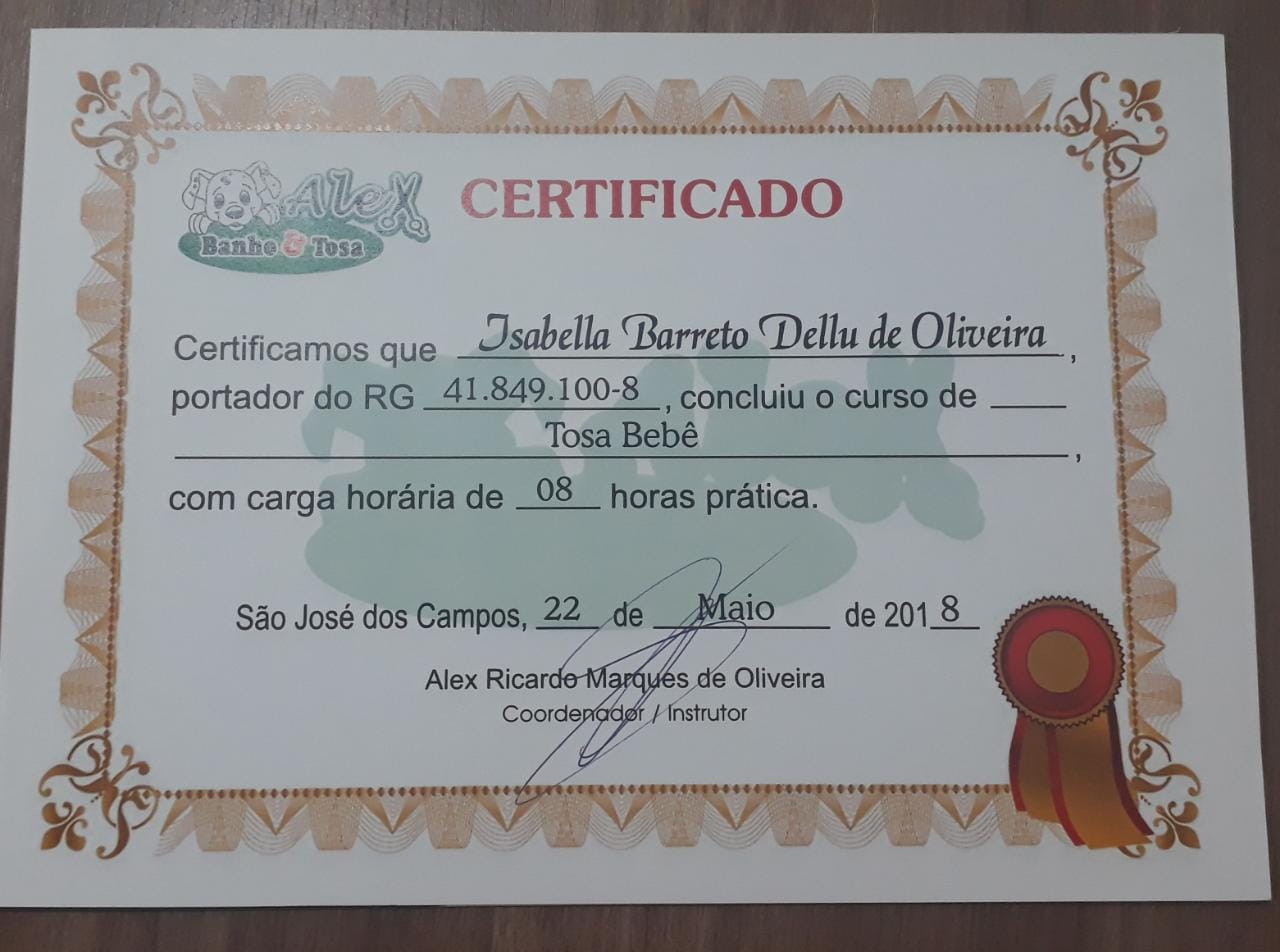 Alex
Banho & Tosa
CERTIFICADO
Certificamos que Isabella Barreto Dellu de Oliveira,
portador do RG 41.849.100-8, concluiu o curso de
Tosa Bebê,
com carga horária de 08 horas prática.
São José dos Campos, 22 de Maio de 2018
Alex Ricardo Marques de Oliveira
Coordenador / Instrutor